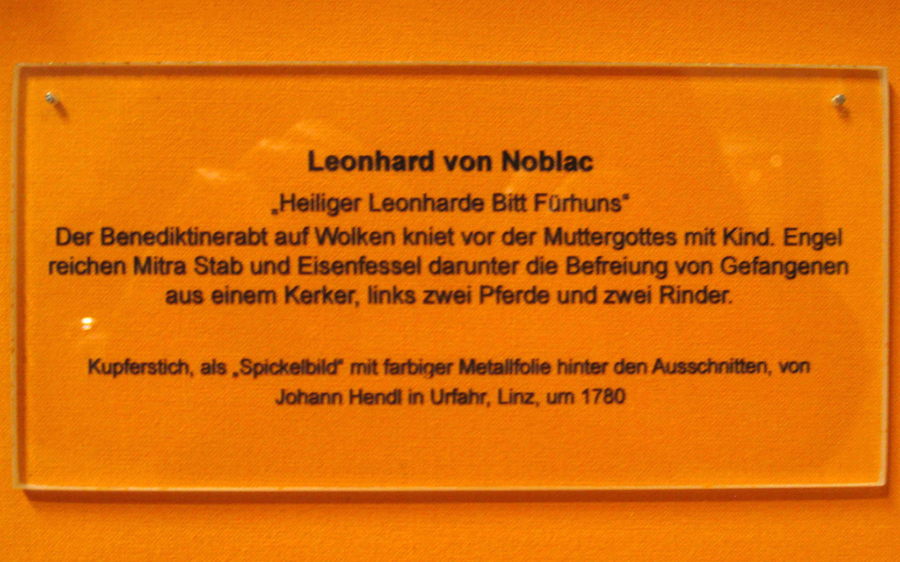 Leonhard von Noblac
„Heiliger Leonharde Bitt Fürhuns“
Der Benediktinerabt auf Wolken kniet vor der Muttergottes mit Kind. Engel
reichen Mitra Stab und Eisenfessel darunter die Befreiung von Gefangenen
aus einem Kerker, links zwei Pferde und zwei Rinder.
Kupferstich, als „Spickelbild“ mit farbiger Metallfolie hinter den Ausschnitten, von
Johann Hendl in Urfahr, Linz, um 1780